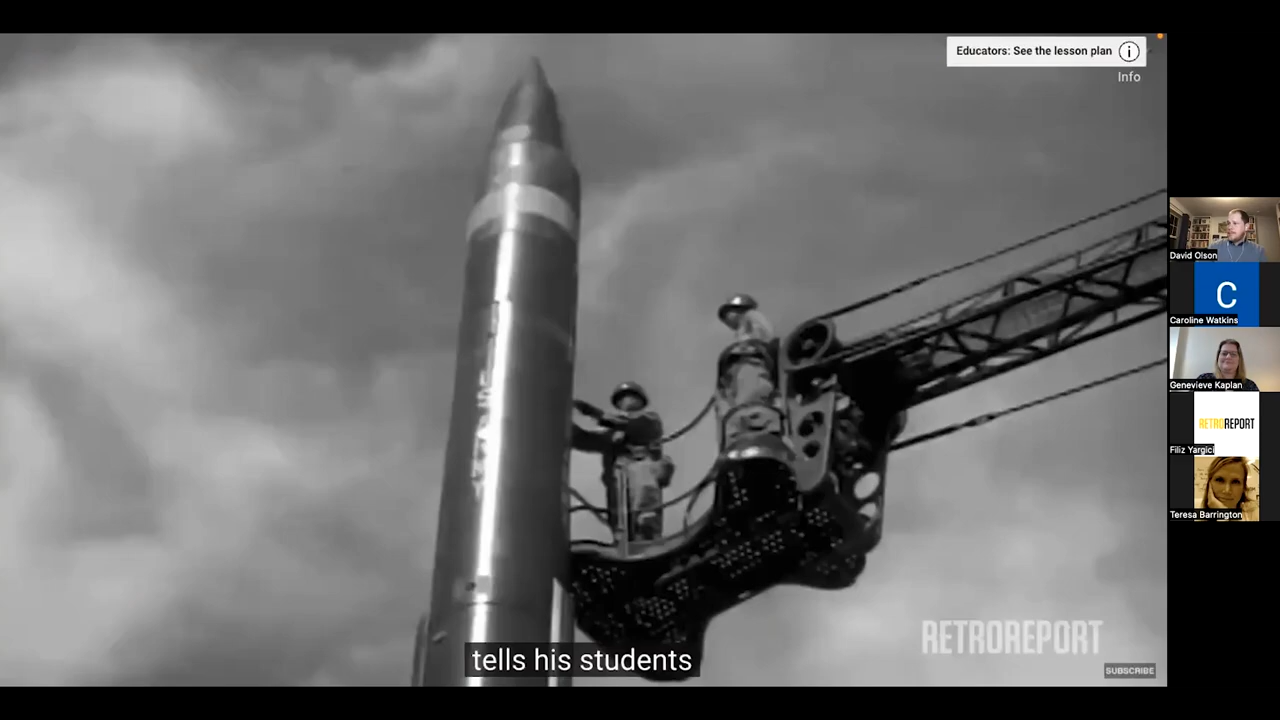 Educators: See the lesson plan
Info
David Olson
C
Caroline Watkins
Genevieve Kaplan
RETROREPORT
Filiz Yargici
Teresa Barrington
RETROREPORT
SUBSCRIBE
tells his students